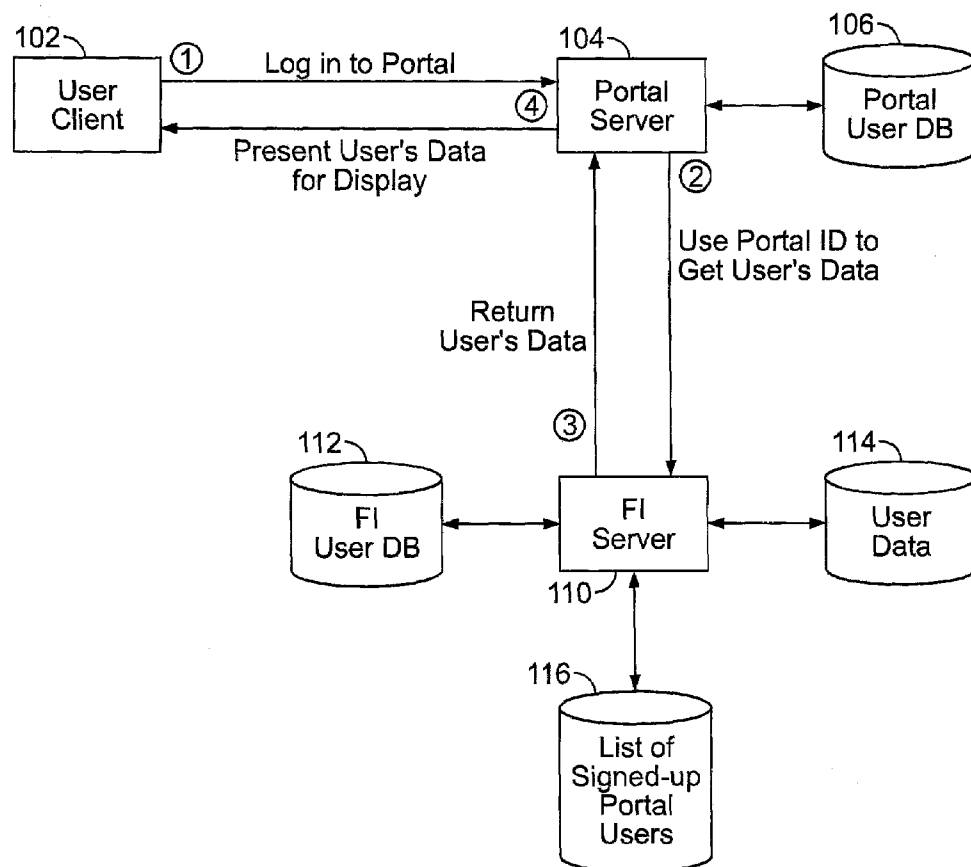 102
①
Log in to Portal
104
106
User
Client
④
Portal
Server
Portal
User DB
Present User's Data
for Display
②
Use Portal ID to
Get User's Data
Return
User's Data
③
112
114
FI
User DB
FI
Server
User
Data
110
116
List of
Signed-up
Portal
Users